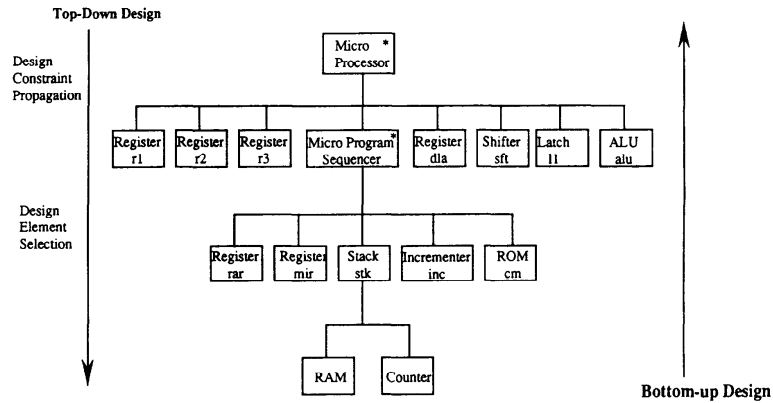 Top-Down Design
Design
Constraint
Propagation
Micro *
Processor
Register
r1
Register
r2
Register
r3
Micro Program*
Sequencer
Register
dla
Shifter
sft
Latch
l1
ALU
alu
Design
Element
Selection
Register
rar
Register
mir
Stack
stk
Incrementer
inc
ROM
cm
RAM
Counter
Bottom-up Design